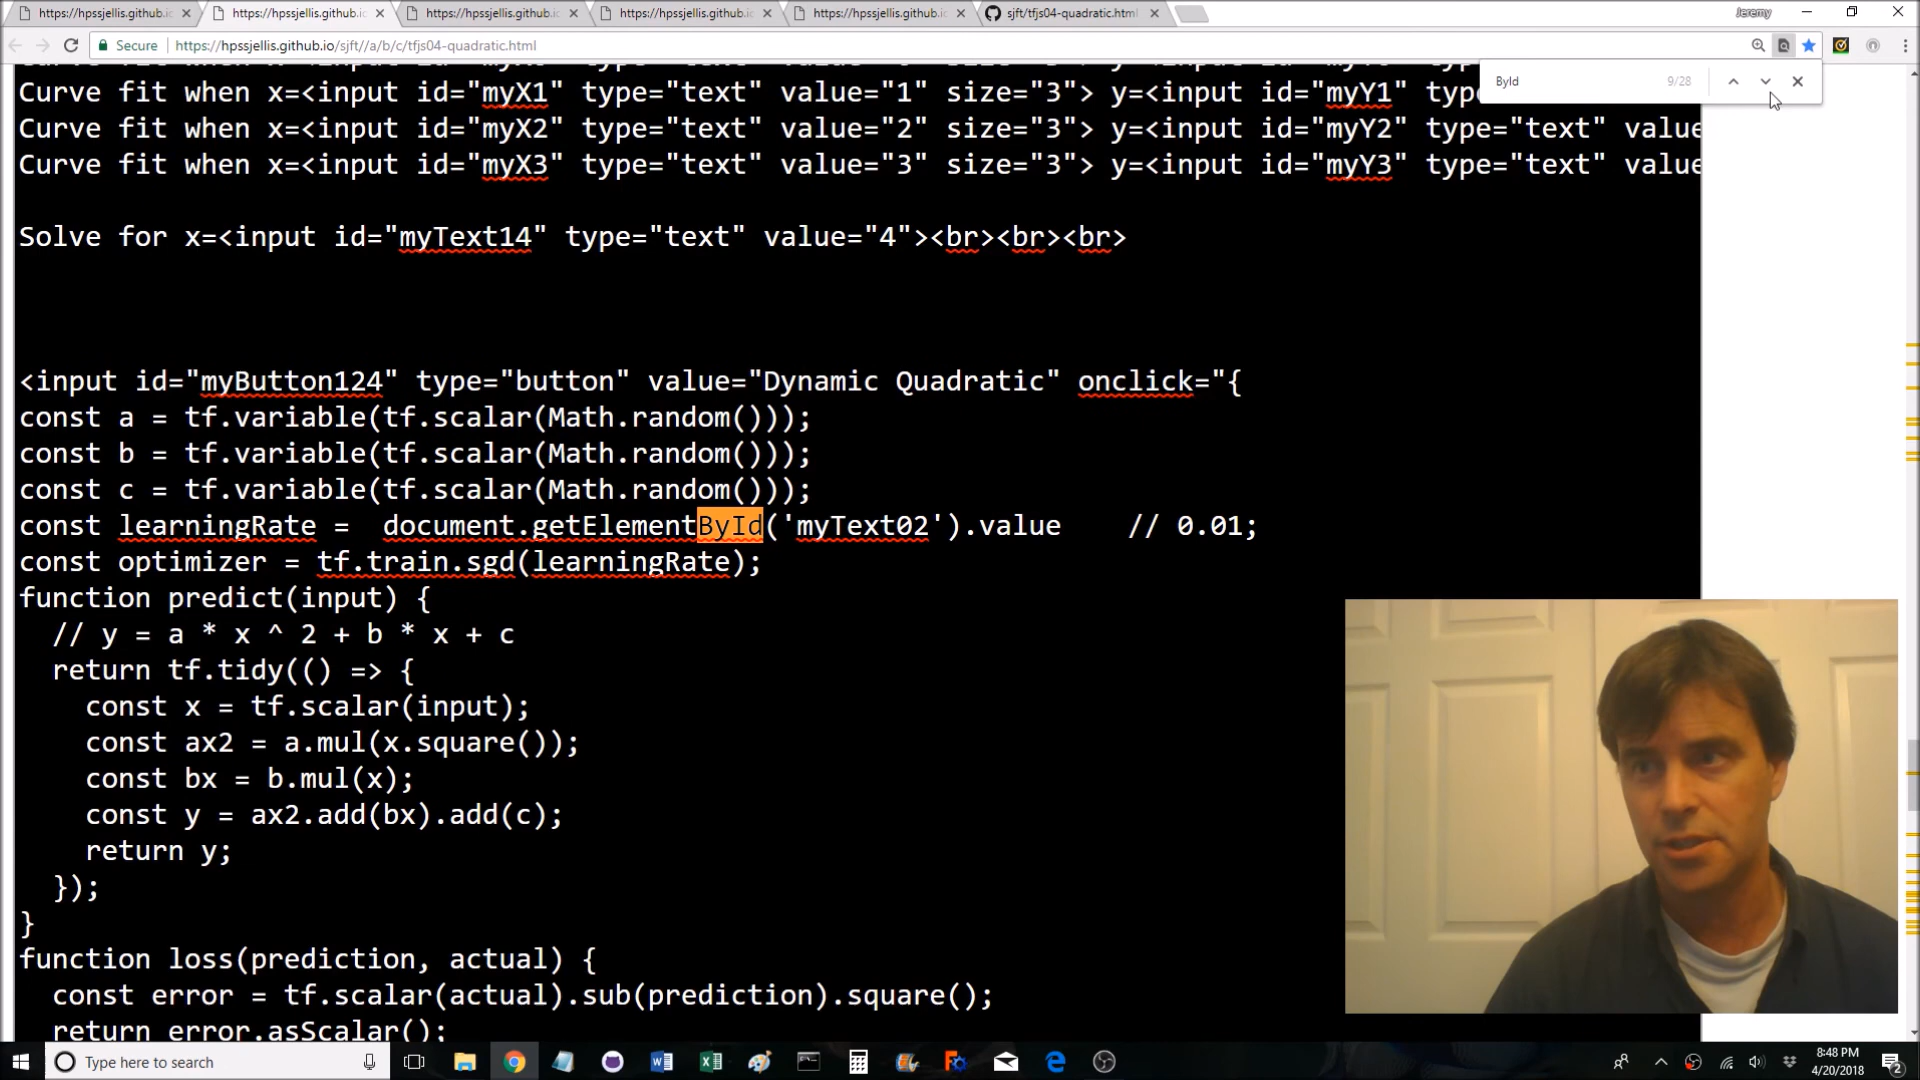 https://hpssjellis.github.io
https://hpssjellis.github.io
https://hpssjellis.github.io
https://hpssjellis.github.io
https://hpssjellis.github.io
sjft/tfjs04-quadratic.html
Jeremy
Secure
https://hpssjellis.github.io/sjft//a/b/c/tfjs04-quadratic.html
ById 9/28
Curve fit when x=<input id="myX1" type="text" value="1" size="3"> y=<input id="myY1" typ
Curve fit when x=<input id="myX2" type="text" value="2" size="3"> y=<input id="myY2" type="text" value
Curve fit when x=<input id="myX3" type="text" value="3" size="3"> y=<input id="myY3" type="text" value
Solve for x=<input id="myText14" type="text" value="4"><br><br><br>
<input id="myButton124" type="button" value="Dynamic Quadratic" onclick="{
const a = tf.variable(tf.scalar(Math.random()));
const b = tf.variable(tf.scalar(Math.random()));
const c = tf.variable(tf.scalar(Math.random()));
const learningRate =  document.getElementById('myText02').value    // 0.01;
const optimizer = tf.train.sgd(learningRate);
function predict(input) {
  // y = a * x ^ 2 + b * x + c
  return tf.tidy(() => {
    const x = tf.scalar(input);
    const ax2 = a.mul(x.square());
    const bx = b.mul(x);
    const y = ax2.add(bx).add(c);
    return y;
  });
}
function loss(prediction, actual) {
  const error = tf.scalar(actual).sub(prediction).square();
  return error.asScalar();
Type here to search
8:48 PM
4/20/2018
2